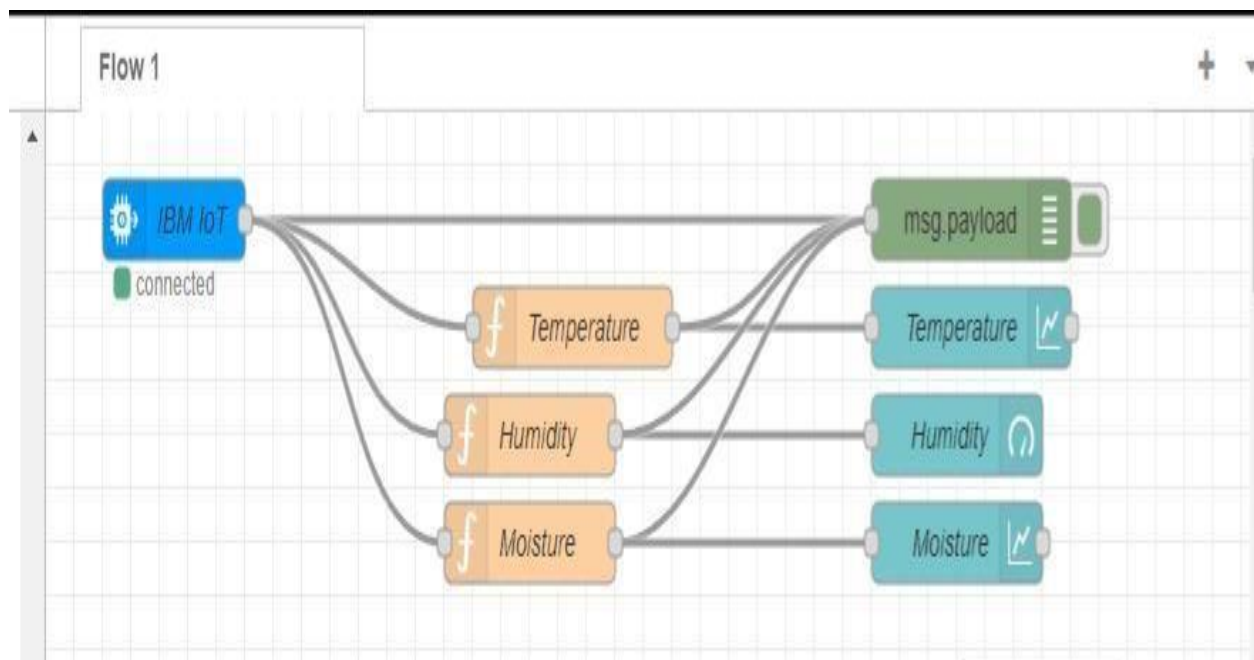 Flow 1
IBM IoT
msg.payload
connected
Temperature
Temperature
Humidity
Humidity
Moisture
Moisture